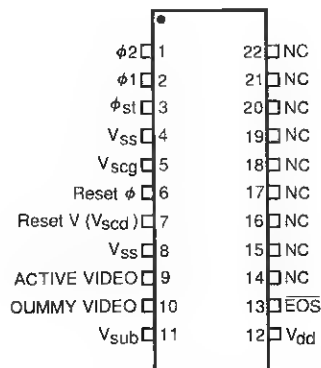 ϕ2 1 22 NC
ϕ1 2 21 NC
ϕst 3 20 NC
Vss 4 19 NC
Vscg 5 18 NC
Reset ϕ 6 17 NC
Reset V (Vscd) 7 16 NC
Vss 8 15 NC
ACTIVE VIDEO 9 14 NC
OUMMY VIDEO 10 13 E̅O̅S̅
Vsub 11 12 Vdd